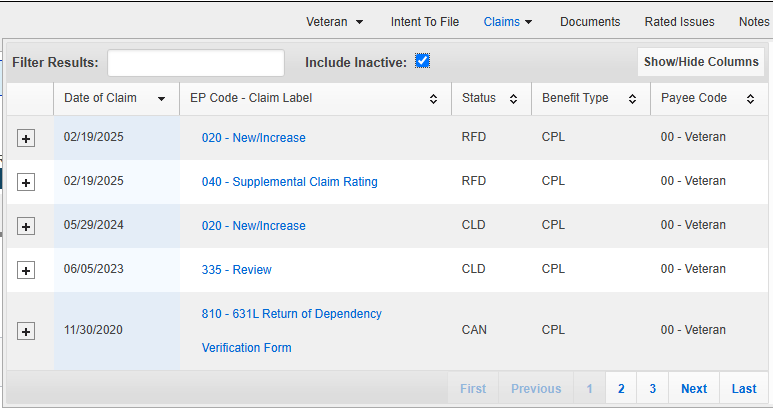 Veteran Intent To File Claims Documents Rated Issues Notes
Filter Results: Include Inactive: Show/Hide Columns
Date of Claim EP Code - Claim Label Status Benefit Type Payee Code
02/19/2025 020 - New/Increase RFD CPL 00 - Veteran
02/19/2025 040 - Supplemental Claim Rating RFD CPL 00 - Veteran
05/29/2024 020 - New/Increase CLD CPL 00 - Veteran
06/05/2023 335 - Review CLD CPL 00 - Veteran
11/30/2020 810 - 631L Return of Dependency Verification Form CAN CPL 00 - Veteran
First Previous 1 2 3 Next Last